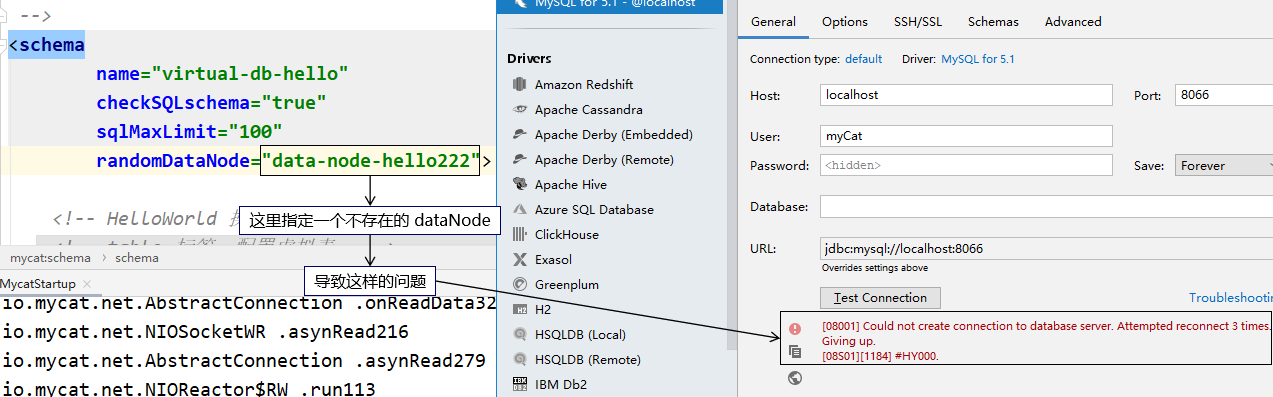 -->
<schema
name="virtual-db-hello"
checkSQLschema="true"
sqlMaxLimit="100"
randomDataNode="data-node-hello222">
这里指定一个不存在的 dataNode
<!-- HelloWorld
mycat:schema > schema
导致这样的问题
MycatStartup ×
io.mycat.net.AbstractConnection .onReadData32
io.mycat.net.NIOSocketWR .asynRead216
io.mycat.net.AbstractConnection .asynRead279
io.mycat.net.NIOReactor$RW .run113
MySQL for 5.1 - @localhost
Drivers
Amazon Redshift
Apache Cassandra
Apache Derby (Embedded)
Apache Derby (Remote)
Apache Hive
Azure SQL Database
ClickHouse
Exasol
Greenplum
H2
HSQLDB (Local)
HSQLDB (Remote)
IBM Db2
General Options SSH/SSL Schemas Advanced
Connection type: default Driver: MySQL for 5.1
Host: localhost Port: 8066
User: myCat
Password: <hidden> Save: Forever
Database:
URL: jdbc:mysql://localhost:8066
Overrides settings above
Test Connection Troubleshootin
[08001] Could not create connection to database server. Attempted reconnect 3 times.
Giving up.
[08S01][1184] #HY000.